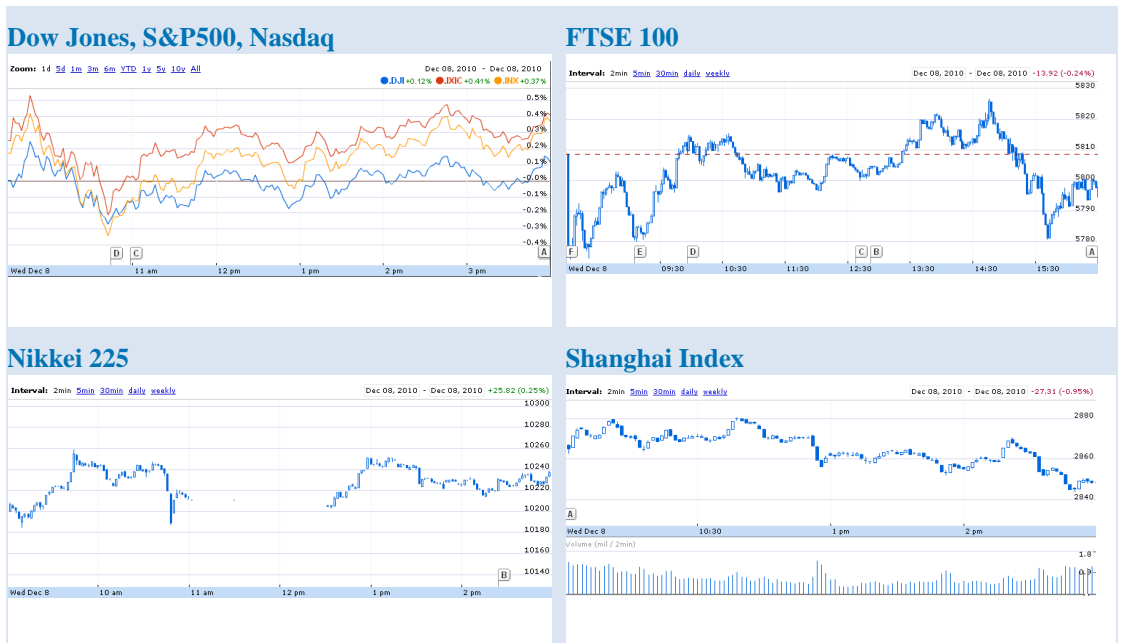 Dow Jones, S&P500, Nasdaq
Zoom: 1d 5d 1m 3m 6m YTD 1y 5y 10y All
Dec 08, 2010 - Dec 08, 2010
.DJI +0.12% .IXIC +0.41% .INX +0.37%
0.5%
0.4%
0.3%
0.2%
0.1%
-0.0%
-0.1%
-0.2%
-0.3%
-0.4%
D C A
Wed Dec 8 11 am 12 pm 1 pm 2 pm 3 pm
FTSE 100
Interval: 2min 5min 30min daily weekly
Dec 08, 2010 - Dec 08, 2010 -13.92 (-0.24%)
5830
5820
5810
5800
5790
5780
F E D C B A
Wed Dec 8 09:30 10:30 11:30 12:30 13:30 14:30 15:30
Nikkei 225
Interval: 2min 5min 30min daily weekly
Dec 08, 2010 - Dec 08, 2010 +25.82 (0.25%)
10300
10280
10260
10240
10220
10200
10180
10160
10140
B
Wed Dec 8 10 am 11 am 12 pm 1 pm 2 pm
Shanghai Index
Interval: 2min 5min 30min daily weekly
Dec 08, 2010 - Dec 08, 2010 -27.31 (-0.95%)
2880
2860
2840
A
Wed Dec 8 10:30 1 pm 2 pm
Volume (mil / 2min)
1.8
0.9